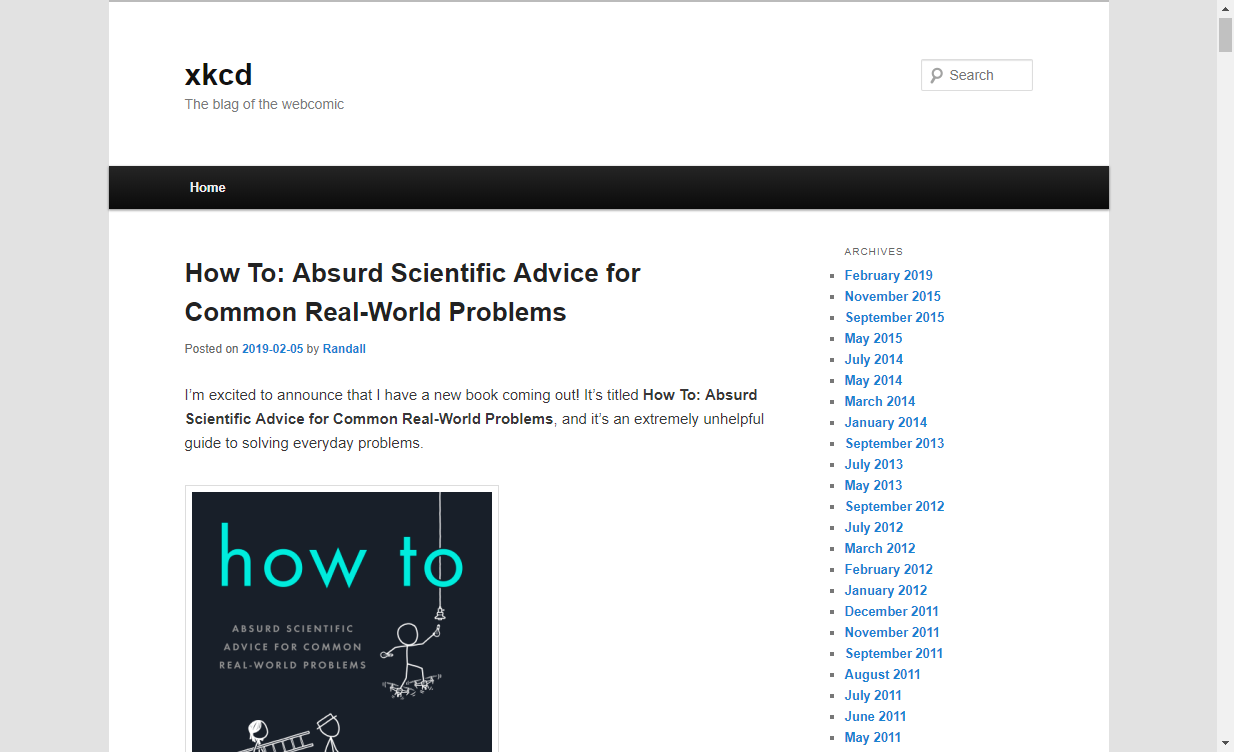 xkcd
The blag of the webcomic
Search
Home
How To: Absurd Scientific Advice for
Common Real-World Problems
Posted on 2019-02-05 by Randall
I’m excited to announce that I have a new book coming out! It’s titled How To: Absurd
Scientific Advice for Common Real-World Problems, and it’s an extremely unhelpful
guide to solving everyday problems.
how to
ABSURD SCIENTIFIC
ADVICE FOR COMMON
REAL-WORLD PROBLEMS
ARCHIVES
February 2019
November 2015
September 2015
May 2015
July 2014
May 2014
March 2014
January 2014
September 2013
July 2013
May 2013
September 2012
July 2012
March 2012
February 2012
January 2012
December 2011
November 2011
September 2011
August 2011
July 2011
June 2011
May 2011